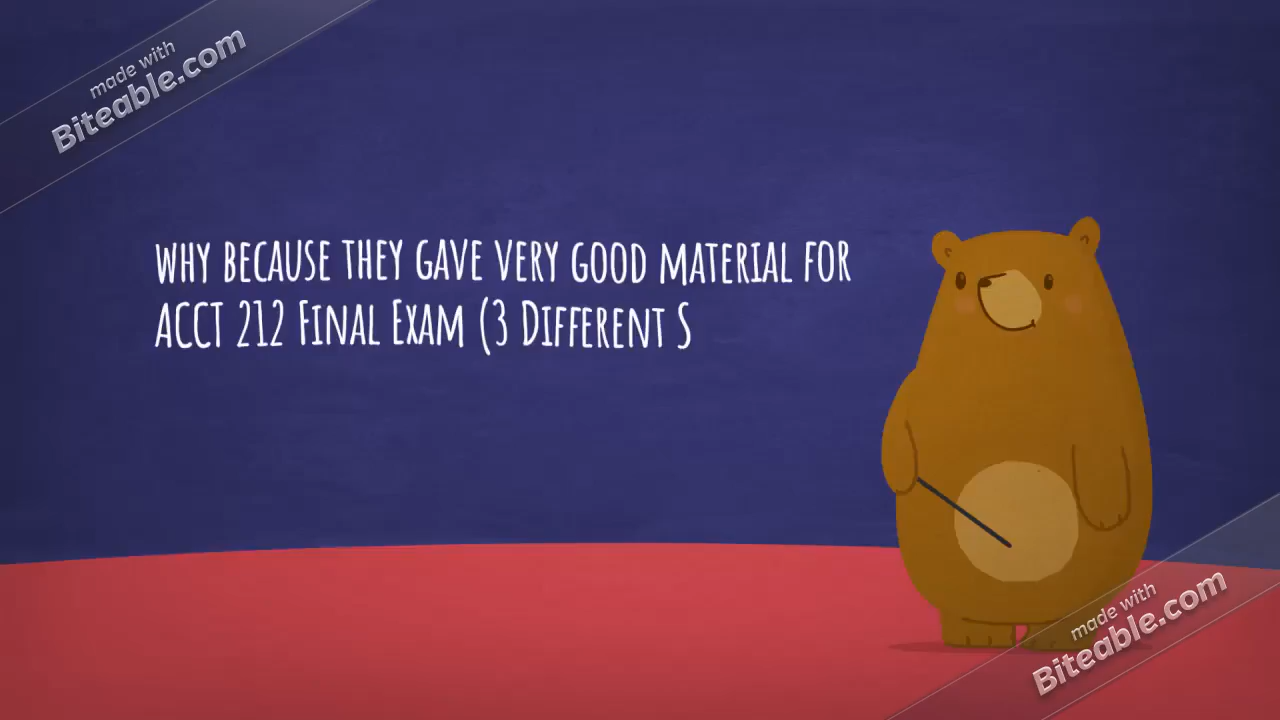 made with
Biteable.com
WHY BECAUSE THEY GAVE VERY GOOD MATERIAL FOR
ACCT 212 FINAL EXAM (3 DIFFERENT S
made with
Biteable.com